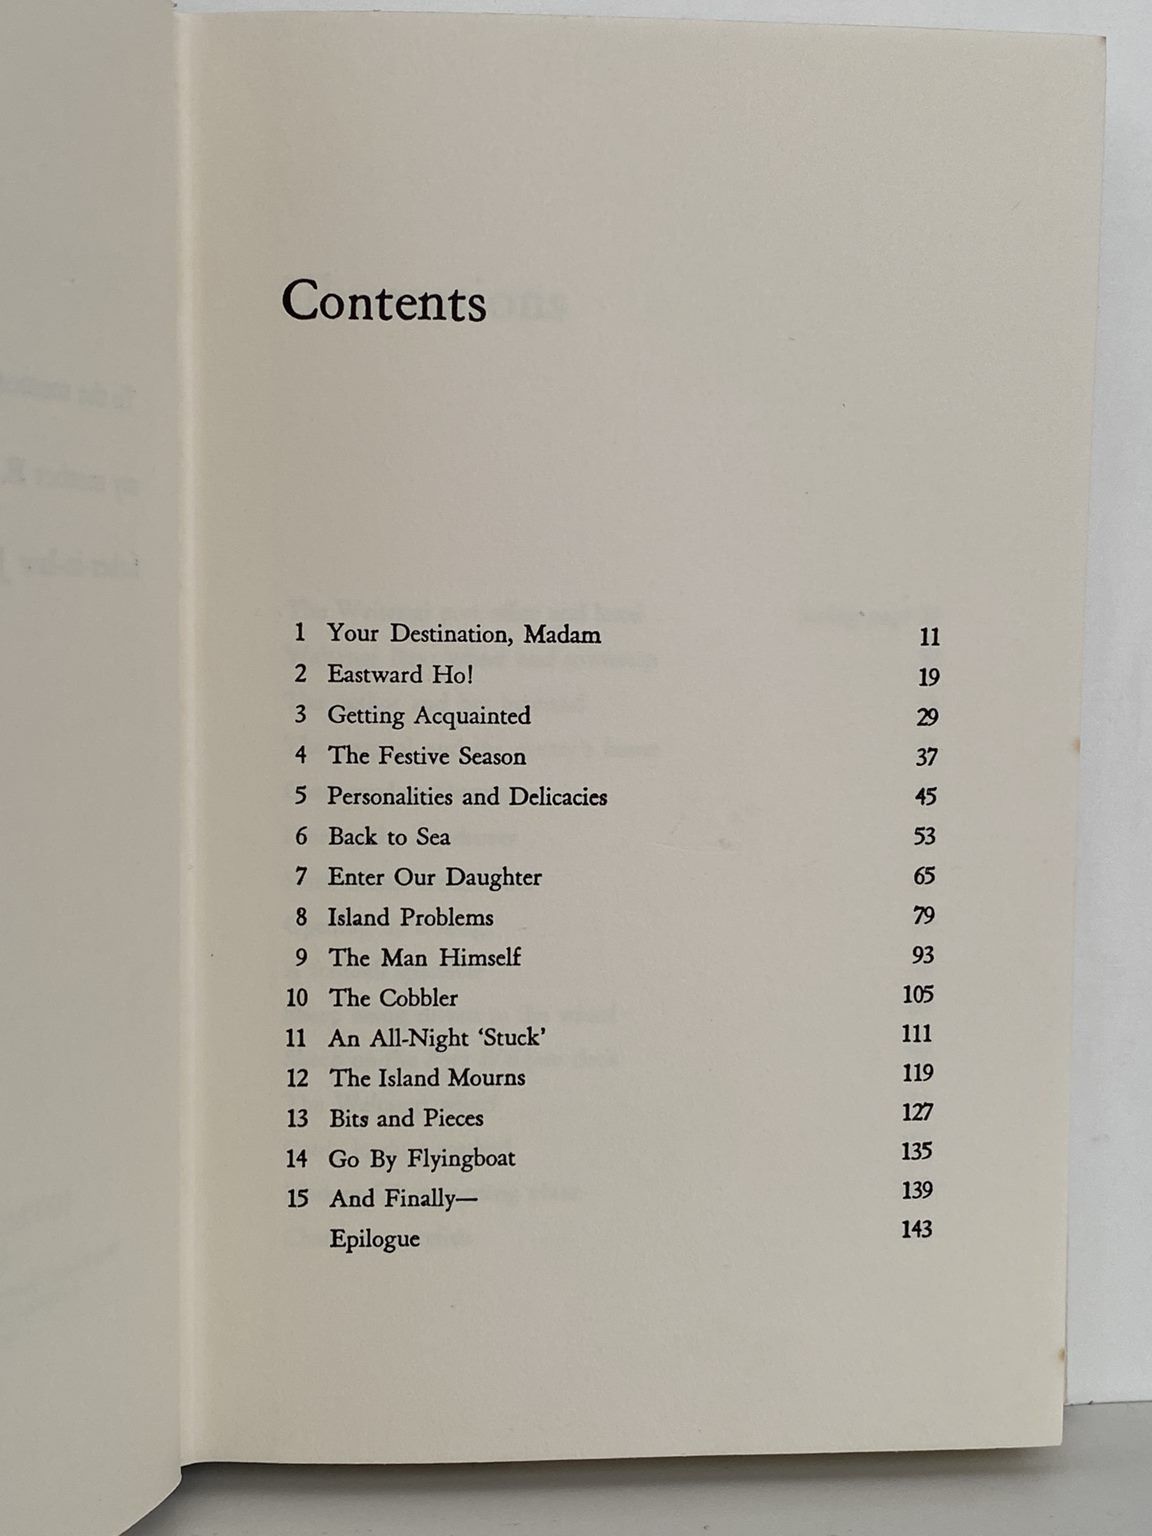 Contents
1 Your Destination, Madam 11
2 Eastward Ho! 19
3 Getting Acquainted 29
4 The Festive Season 37
5 Personalities and Delicacies 45
6 Back to Sea 53
7 Enter Our Daughter 65
8 Island Problems 79
9 The Man Himself 93
10 The Cobbler 105
11 An All-Night ‘Stuck’ 111
12 The Island Mourns 119
13 Bits and Pieces 127
14 Go By Flyingboat 135
15 And Finally— 139
Epilogue 143